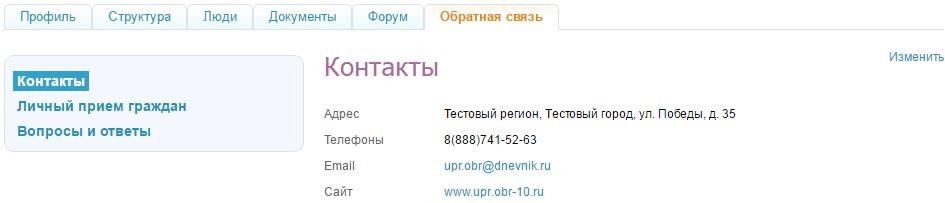 Профиль Структура Люди Документы Форум Обратная связь
Изменить
Контакты
Личный прием граждан
Вопросы и ответы
Контакты
Адрес Тестовый регион, Тестовый город, ул. Победы, д. 35
Телефоны 8(888)741-52-63
Email upr.obr@dnevnik.ru
Сайт www.upr.obr-10.ru